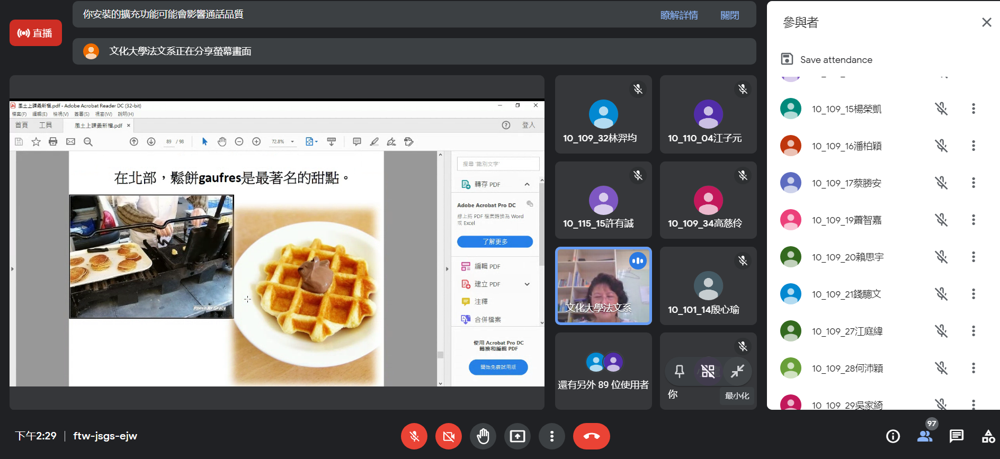 你安裝的擴充功能可能會影響通話品質
瞭解詳情
關閉
直播
文化大學法文系正在分享螢幕畫面
風土上課最新檔.pdf - Adobe Acrobat Reader DC (32-bit)
檔案(F) 編輯(E) 檢視(V) 簽署(S) 視窗(W) 說明(H)
首頁 工具 風土上課最新檔.pdf ×
登入
89 / 98
72.8%
在北部，鬆餅gaufres是最著名的甜點。
Photo By Grace
搜尋 '識別文字'
轉存 PDF
Adobe Acrobat Pro DC
線上將 PDF 檔案轉換為 Word
或 Excel
了解更多
編輯 PDF
建立 PDF
注釋
合併檔案
使用 Acrobat Pro DC
轉換和編輯 PDF
開始免費試用版
10_109_32林羿均
10_110_04江子元
10_115_15許有誠
10_109_34高慈伶
文化大學法文系
10_101_14殷心瑜
還有另外 89 位使用者
你
最小化
參與者
Save attendance
10_109_15楊榮凱
10_109_16潘柏穎
10_109_17蔡勝安
10_109_19蕭智嘉
10_109_20賴思宇
10_109_21錢驄文
10_109_27江庭緯
10_109_28何沛穎
10_109_29吳家綺
下午2:29 | ftw-jsgs-ejw
97